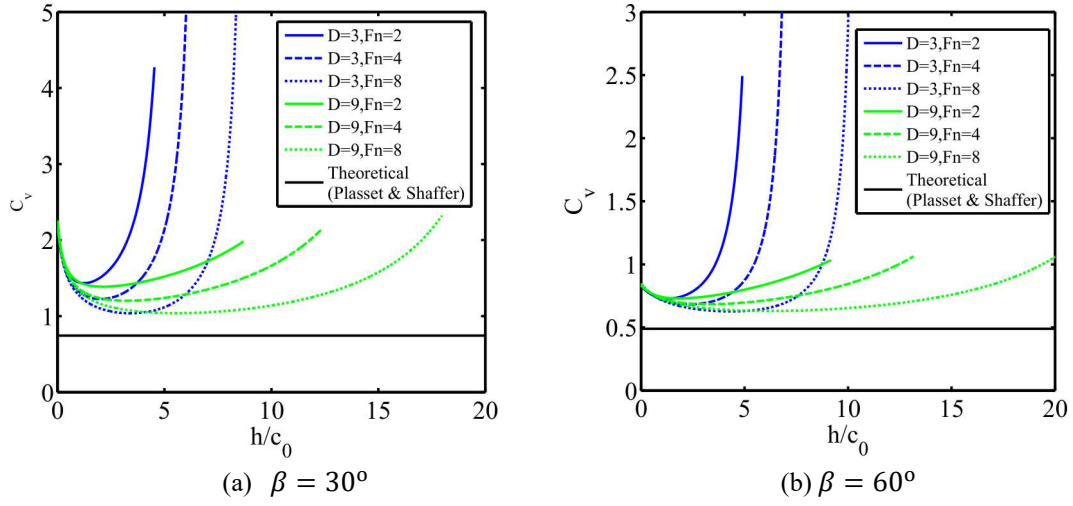 5
4
3
2
1
0
C_v
0
5
10
15
20
h/c_0
D=3,Fn=2
D=3,Fn=4
D=3,Fn=8
D=9,Fn=2
D=9,Fn=4
D=9,Fn=8
Theoretical
(Plasset & Shaffer)
(a) β = 30º
3
2.5
2
1.5
1
0.5
0
C_v
0
5
10
15
20
h/c_0
D=3,Fn=2
D=3,Fn=4
D=3,Fn=8
D=9,Fn=2
D=9,Fn=4
D=9,Fn=8
Theoretical
(Plasset & Shaffer)
(b) β = 60º